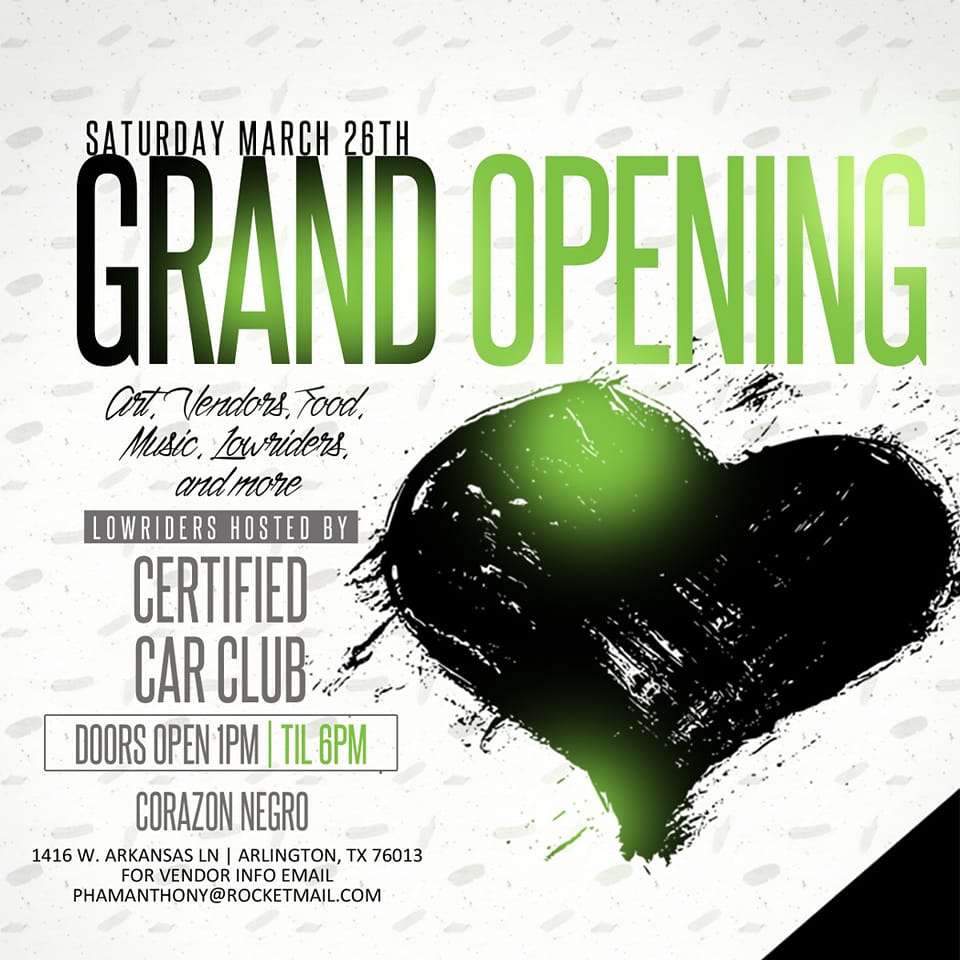 SATURDAY MARCH 26TH
GRAND OPENING
Art, Vendors, Food,
Music, Lowriders,
and more
LOWRIDERS HOSTED BY
CERTIFIED
CAR CLUB
DOORS OPEN 1PM | TIL 6PM
CORAZON NEGRO
1416 W. ARKANSAS LN | ARLINGTON, TX 76013
FOR VENDOR INFO EMAIL
PHAMANTHONY@ROCKETMAIL.COM